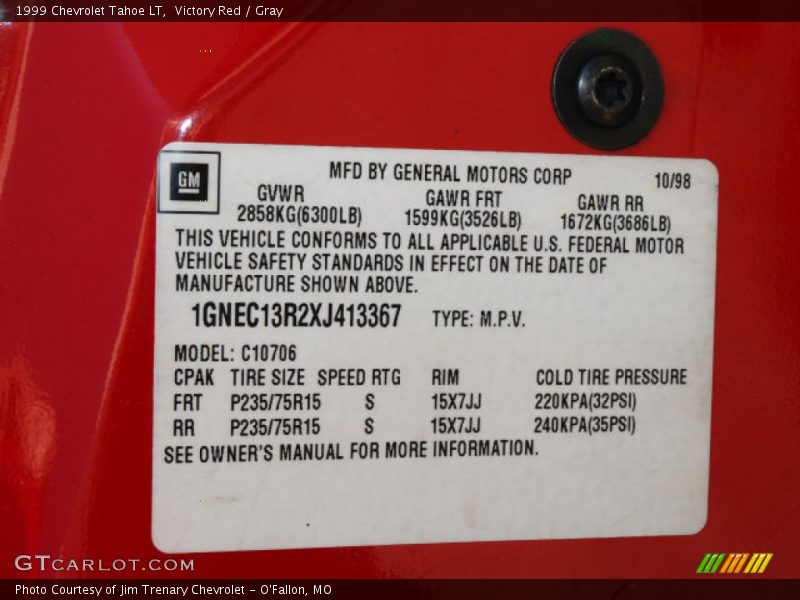 1999 Chevrolet Tahoe LT,  Victory Red / Gray
GM
MFD BY GENERAL MOTORS CORP 10/98
GVWR GAWR FRT GAWR RR
2858KG(6300LB) 1599KG(3526LB) 1672KG(3686LB)
THIS VEHICLE CONFORMS TO ALL APPLICABLE U.S. FEDERAL MOTOR
VEHICLE SAFETY STANDARDS IN EFFECT ON THE DATE OF
MANUFACTURE SHOWN ABOVE.
1GNEC13R2XJ413367 TYPE: M.P.V.
MODEL: C10706
CPAK TIRE SIZE SPEED RTG RIM COLD TIRE PRESSURE
FRT P235/75R15 S 15X7JJ 220KPA(32PSI)
RR P235/75R15 S 15X7JJ 240KPA(35PSI)
SEE OWNER'S MANUAL FOR MORE INFORMATION.
GTCARLOT.COM
Photo Courtesy of Jim Trenary Chevrolet - O'Fallon, MO